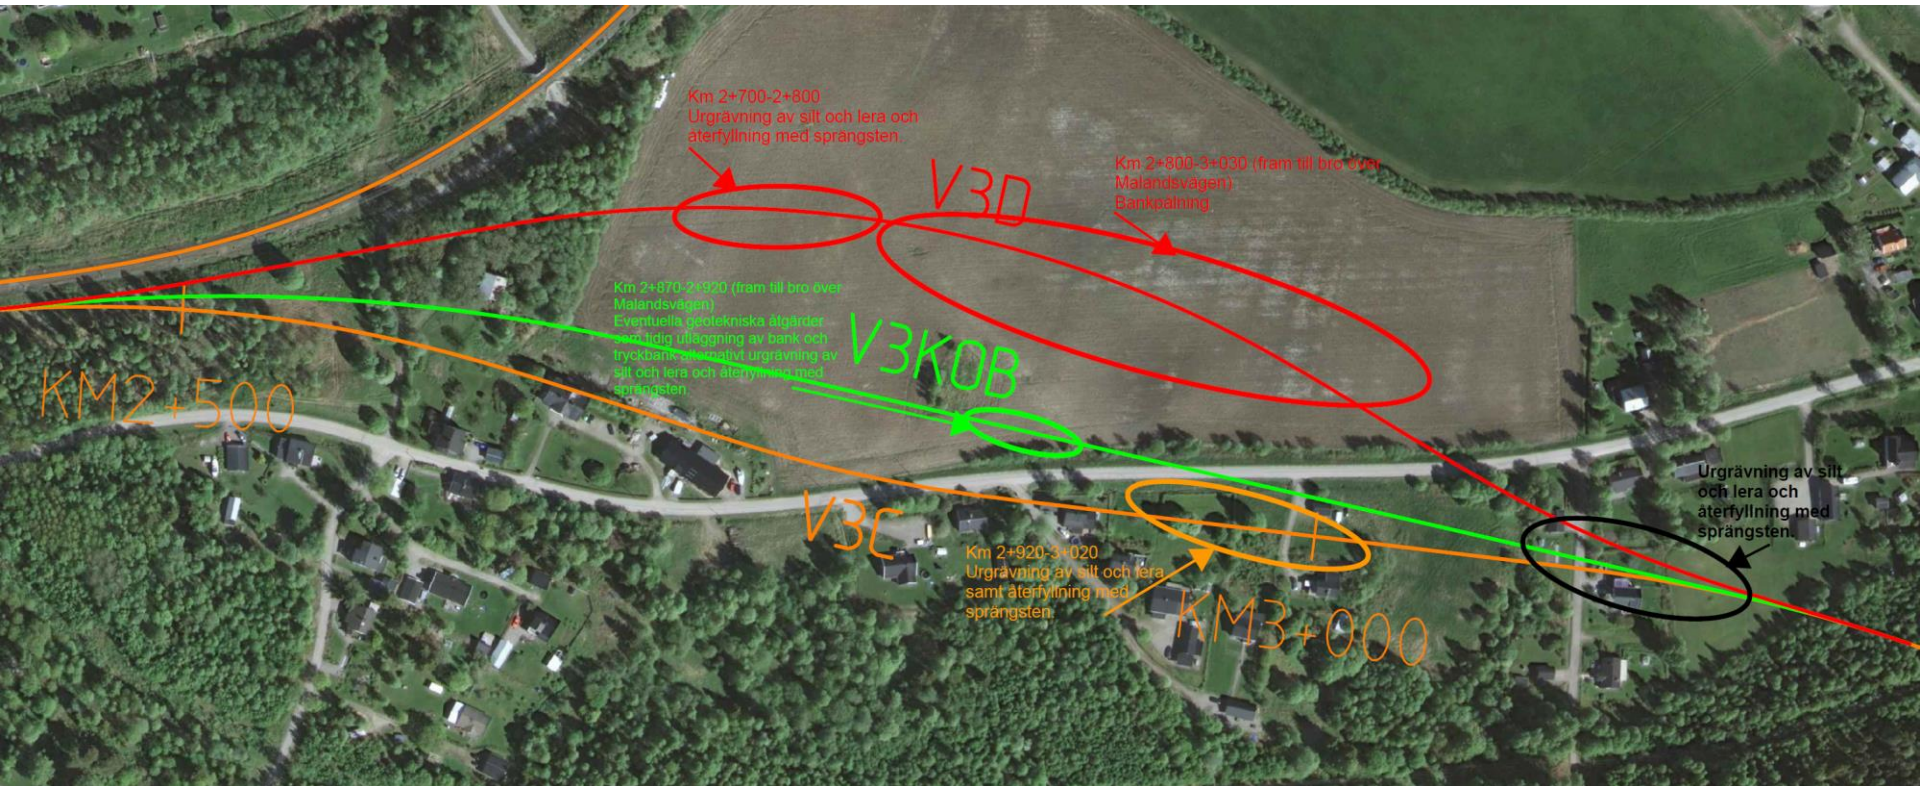 Km 2+700-2+800
Urgrävning av silt och lera och
återfyllning med sprängsten.
V3D
Km 2+800-3+030 (fram till bro över
Malandsvägen)
Bankpålning
Km 2+870-2+920 (fram till bro över
Malandsvägen)
Eventuella geotekniska åtgärder
som tidig utläggning av bank och
tryckbank alternativt urgrävning av
silt och lera och återfyllning med
sprängsten.
V3KOB
KM2+500
V3C
Urgrävning av silt
och lera och
återfyllning med
sprängsten.
Km 2+920-3+020
Urgrävning av silt och lera
samt återfyllning med
sprängsten.
KM3+000